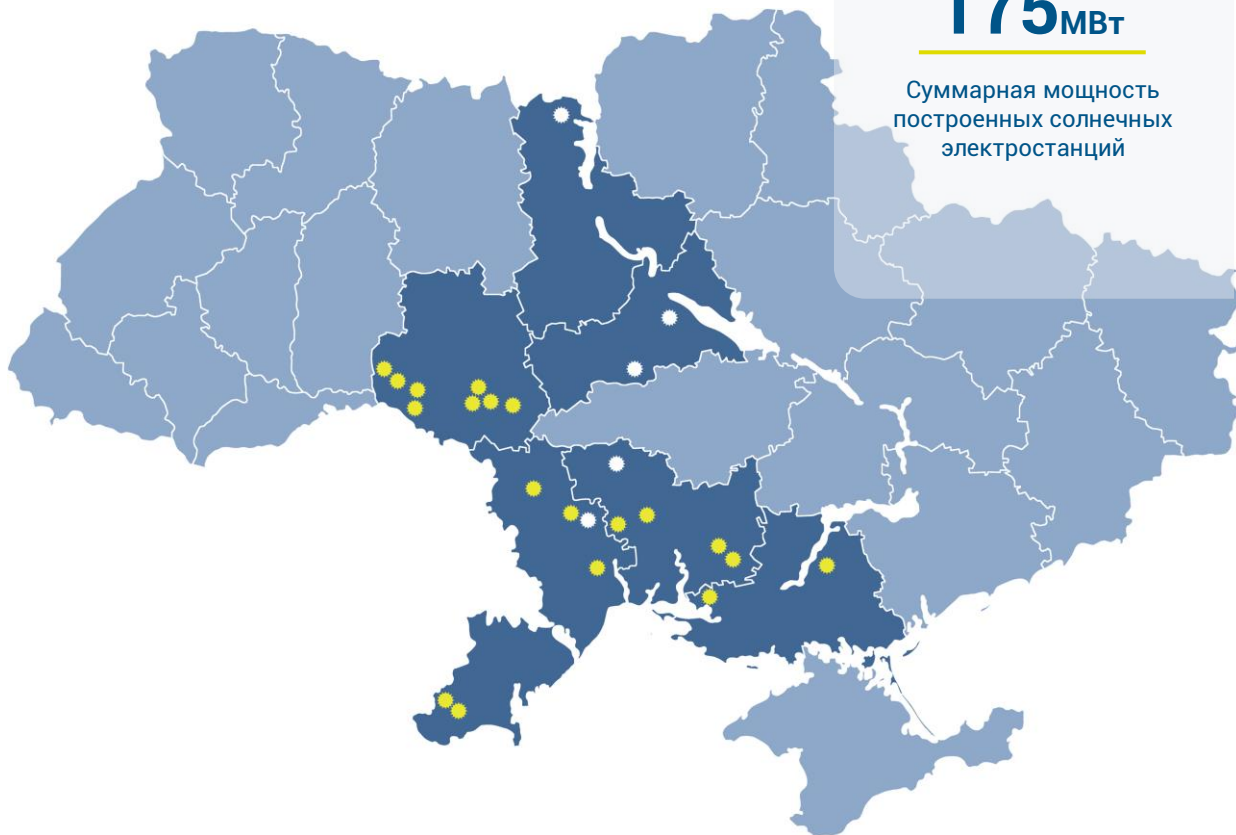 175МВт
Суммарная мощность
построенных солнечных
электростанций